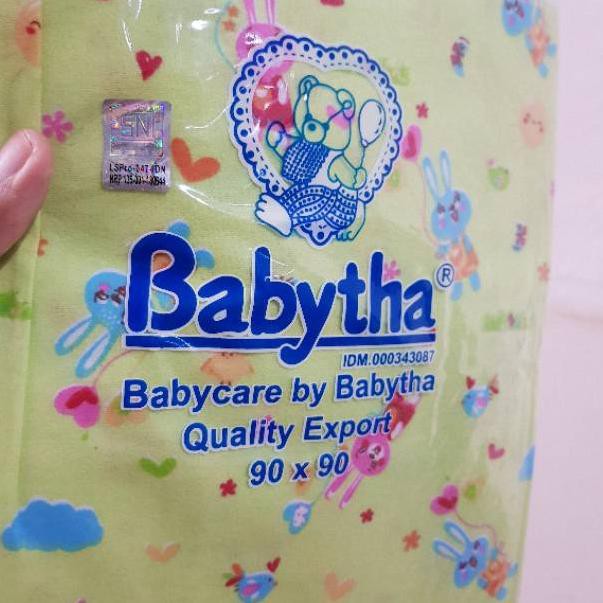 SNI
Babytha®
IDM.000343087
Babycare by Babytha
Quality Export
90 x 90